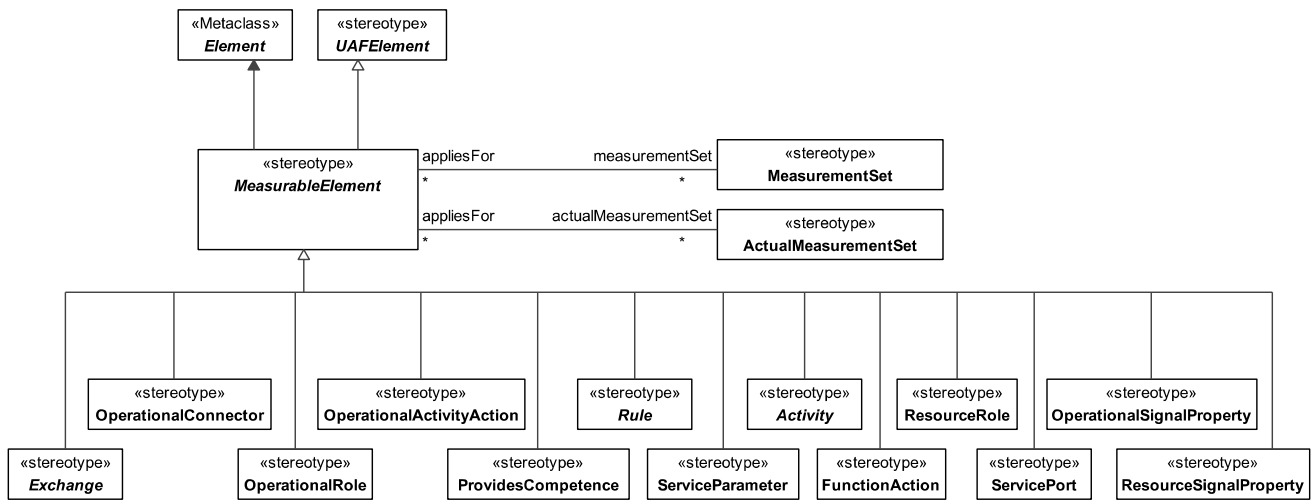 «Metaclass»
Element
«stereotype»
UAFElement
«stereotype»
MeasurableElement
appliesFor
measurementSet
*
*
«stereotype»
MeasurementSet
appliesFor
actualMeasurementSet
*
*
«stereotype»
ActualMeasurementSet
«stereotype»
OperationalConnector
«stereotype»
OperationalActivityAction
«stereotype»
Rule
«stereotype»
Activity
«stereotype»
ResourceRole
«stereotype»
OperationalSignalProperty
«stereotype»
Exchange
«stereotype»
OperationalRole
«stereotype»
ProvidesCompetence
«stereotype»
ServiceParameter
«stereotype»
FunctionAction
«stereotype»
ServicePort
«stereotype»
ResourceSignalProperty